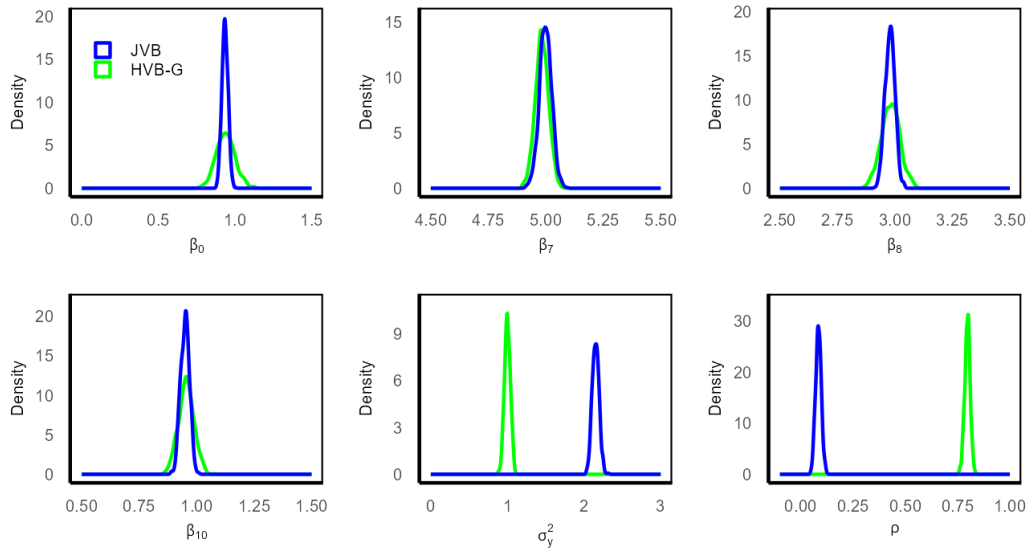 Density
20
15
10
5
0
JVB
HVB-G
0.0 0.5 1.0 1.5
β0
Density
15
10
5
0
4.50 4.75 5.00 5.25 5.50
β7
Density
20
15
10
5
0
2.50 2.75 3.00 3.25 3.50
β8
Density
20
15
10
5
0
0.50 0.75 1.00 1.25 1.50
β10
Density
9
6
3
0
0 1 2 3
σ²y
Density
30
20
10
0
0.00 0.25 0.50 0.75 1.00
ρ